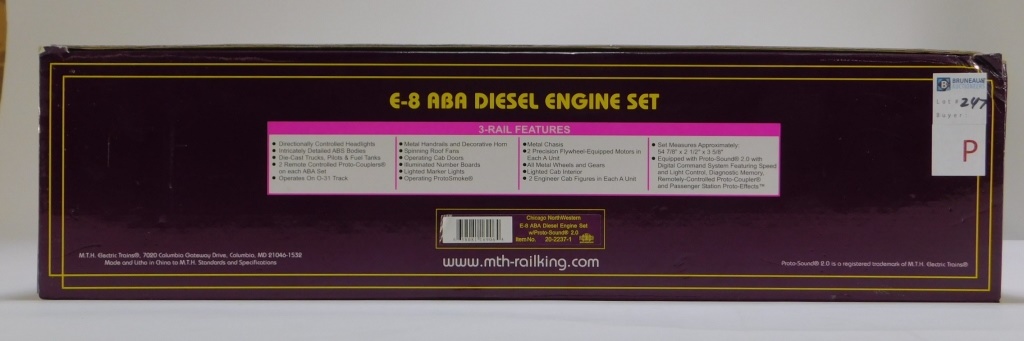 E-8 ABA DIESEL ENGINE SET
BRUNEAU &
Lot# 247
Buyer:
P
3-RAIL FEATURES
• Directionally Controlled Headlights
• Intricately Detailed ABS Bodies
• Die-Cast Trucks, Pilots & Fuel Tanks
• 2 Remote Controlled Proto-Couplers®
on each ABA Set
• Operates On O-31 Track
• Metal Handrails and Decorative Horn
• Spinning Roof Fans
• Operating Cab Doors
• Illuminated Number Boards
• Lighted Marker Lights
• Operating ProtoSmoke®
• Metal Chasis
• 2 Precision Flywheel-Equipped Motors in
Each A Unit
• All Metal Wheels and Gears
• Lighted Cab Interior
• 2 Engineer Cab Figures in Each A Unit
• Set Measures Approximately:
54 7/8" x 2 1/2" x 3 5/8"
• Equipped with Proto-Sound® 2.0 with
Digital Command System Featuring Speed
and Light Control, Diagnostic Memory,
Remotely-Controlled Proto-Coupler®
and Passenger Station Proto-Effects™
Chicago NorthWestern
E-8 ABA Diesel Engine Set
w/Proto-Sound® 2.0
Item No. 20-2237-1
www.mth-railking.com
M.T.H. Electric Trains®, 7020 Columbia Gateway Drive, Columbia, MD 21046-1532
Made and Litho in China to M.T.H. Standards and Specifications
Proto-Sound® 2.0 is a registered trademark of M.T.H. Electric Trains®